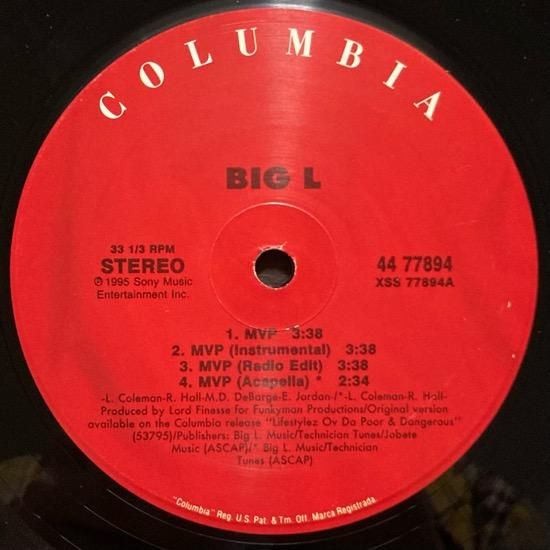 COLUMBIA
BIG L
33 1/3 RPM
STEREO
℗ 1995 Sony Music
Entertainment Inc.
44 77894
XSS 77894A
1. MVP 3:38
2. MVP (Instrumental) 3:38
3. MVP (Radio Edit) 3:38
4. MVP (Acapella) * 2:34
-L. Coleman-R. Hall-M.D. DeBarge-E. Jordan-/*-L. Coleman-R. Hall-
Produced by Lord Finesse for Funkyman Productions/Original version
available on the Columbia release "Lifestylez Ov Da Poor & Dangerous"
(53795)/Publishers: Big L. Music/Technician Tunes/Jobete
Music (ASCAP)/* Big L. Music/Technician
Tunes (ASCAP)
"Columbia" Reg. U.S. Pat. & Tm. Off. Marca Registrada.